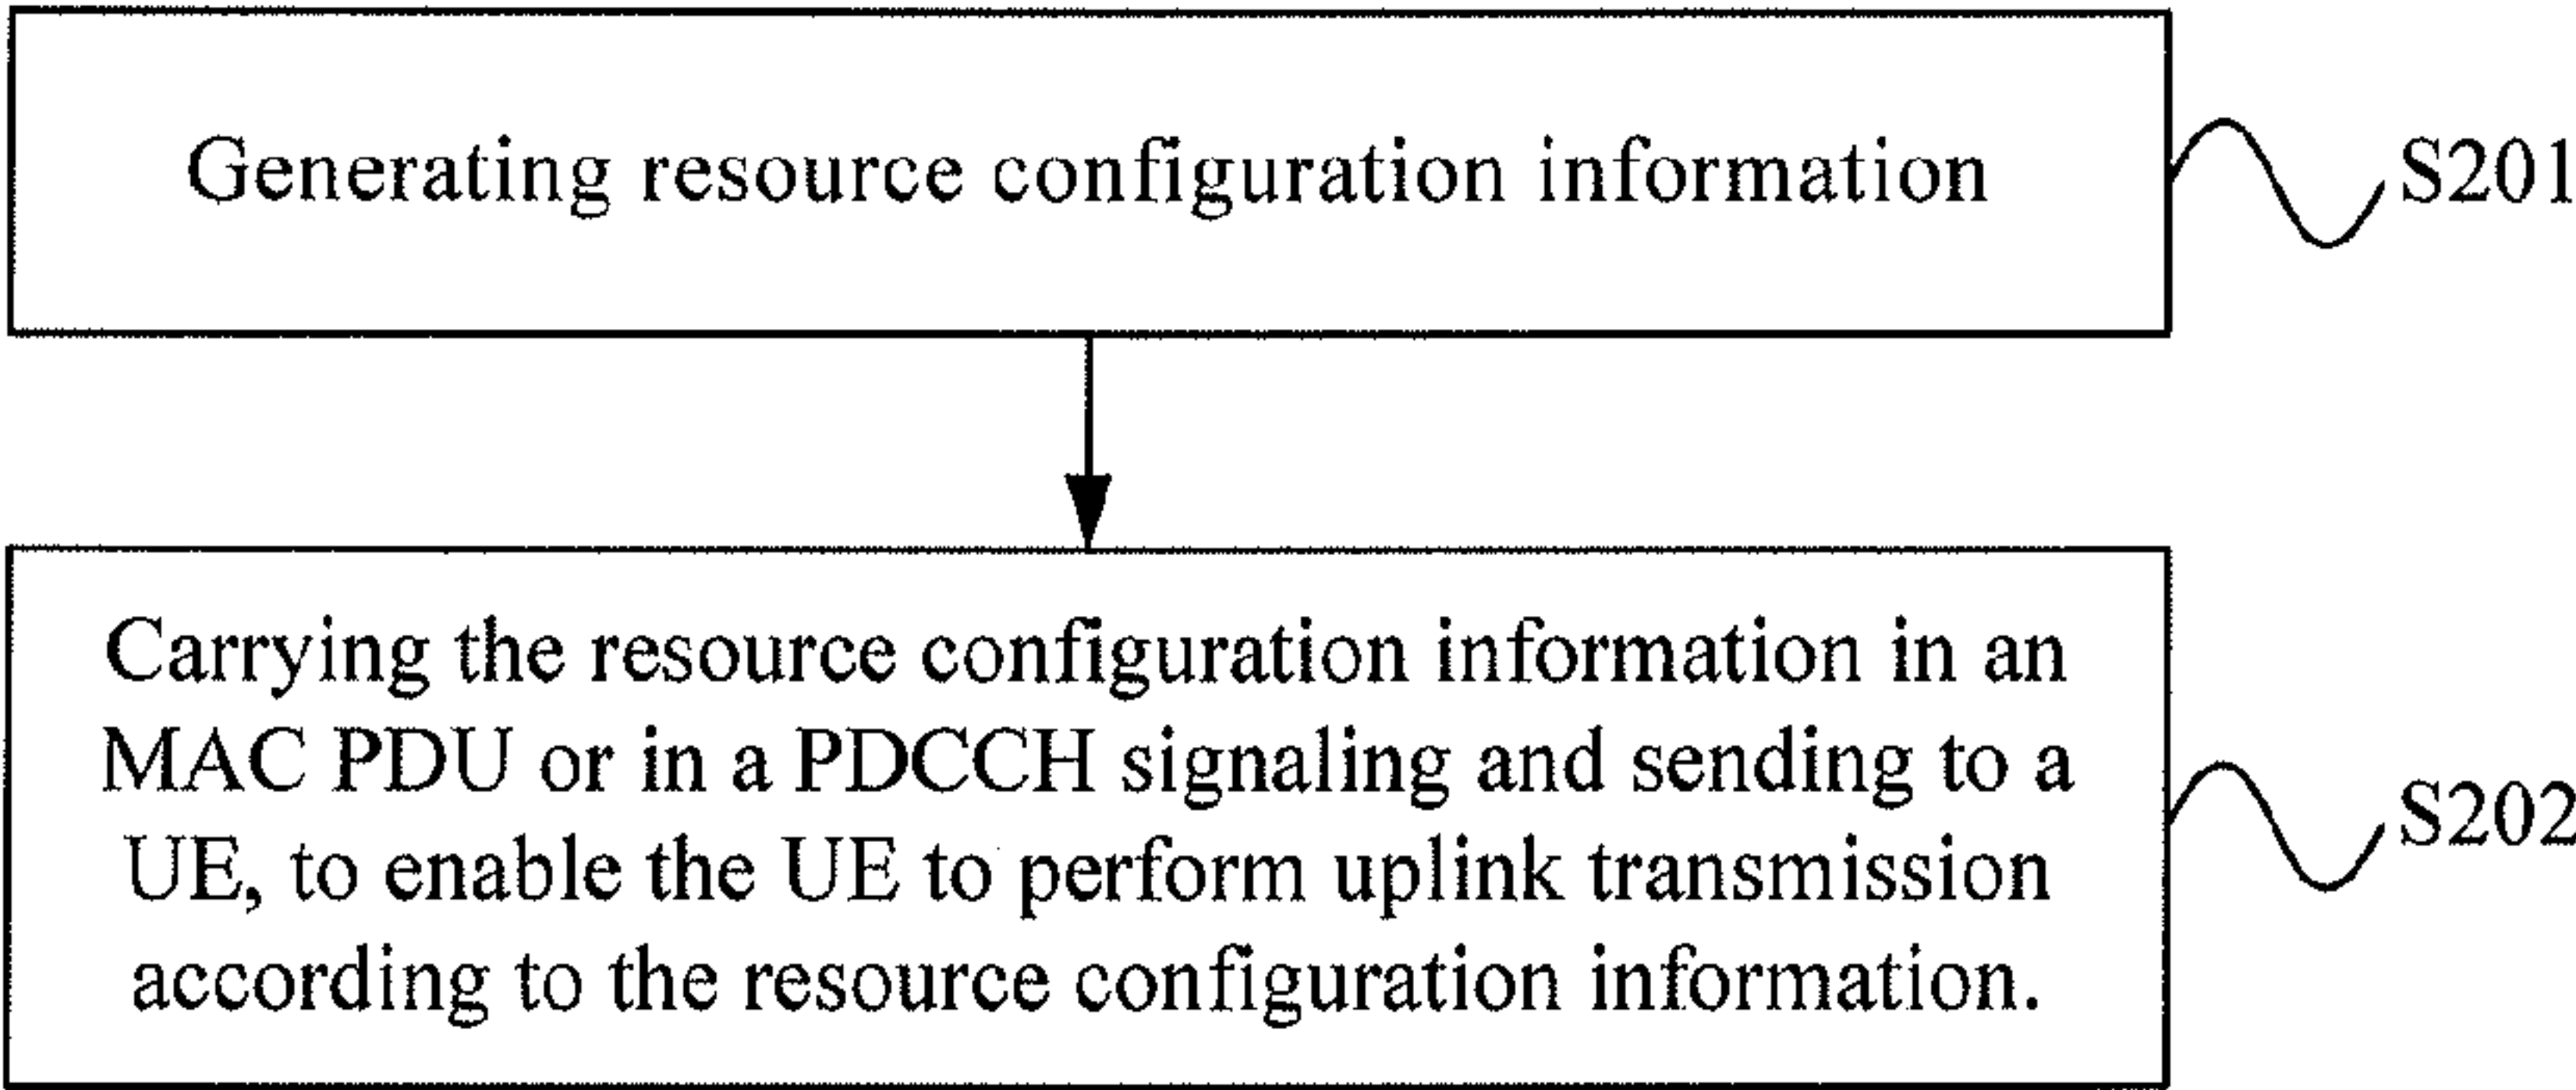 Generating resource configuration information
S201
Carrying the resource configuration information in an
MAC PDU or in a PDCCH signaling and sending to a
UE, to enable the UE to perform uplink transmission
according to the resource configuration information.
S202